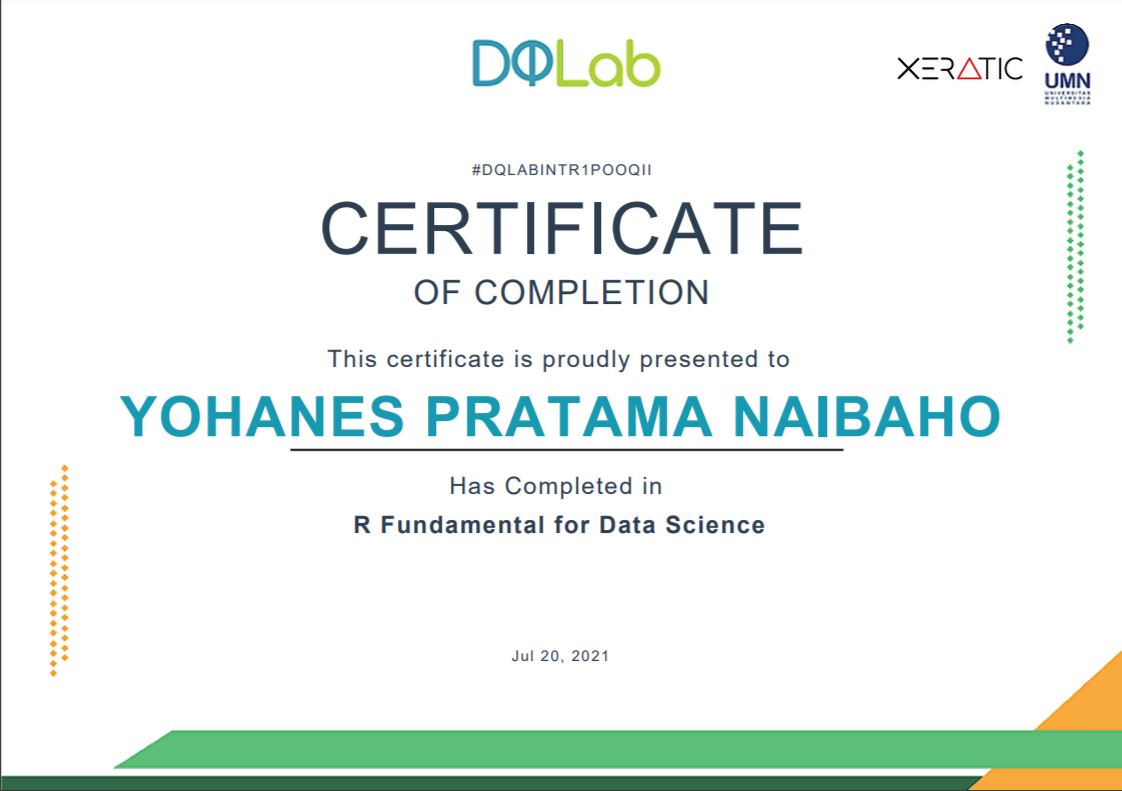 DQLab
XERATIC
UMN
UNIVERSITAS
MULTIMEDIA
NUSANTARA
#DQLABINTR1POOQII
CERTIFICATE
OF COMPLETION
This certificate is proudly presented to
YOHANES PRATAMA NAIBAHO
Has Completed in
R Fundamental for Data Science
Jul 20, 2021